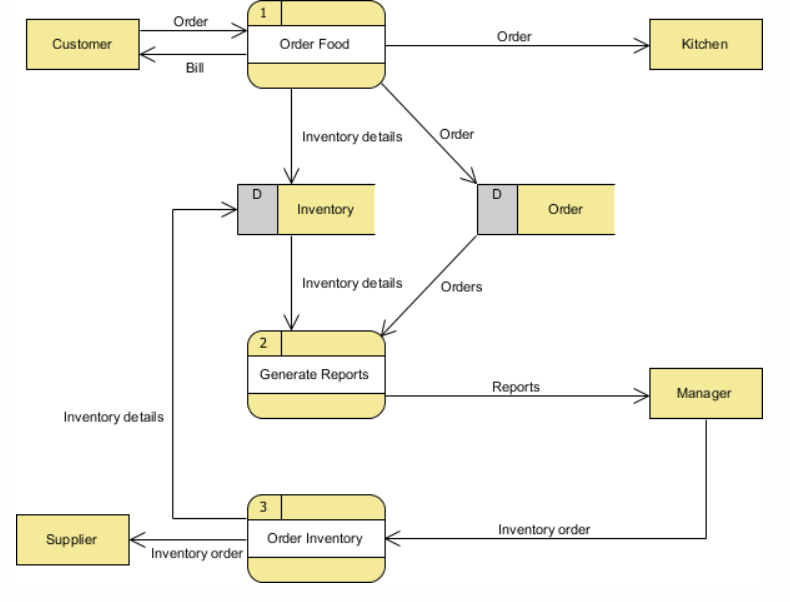 1
Order
Customer
Order Food
Order
Kitchen
Bill
Inventory details
Order
D
Inventory
D
Order
Inventory details
Orders
2
Generate Reports
Reports
Manager
Inventory details
3
Order Inventory
Inventory order
Supplier
Inventory order